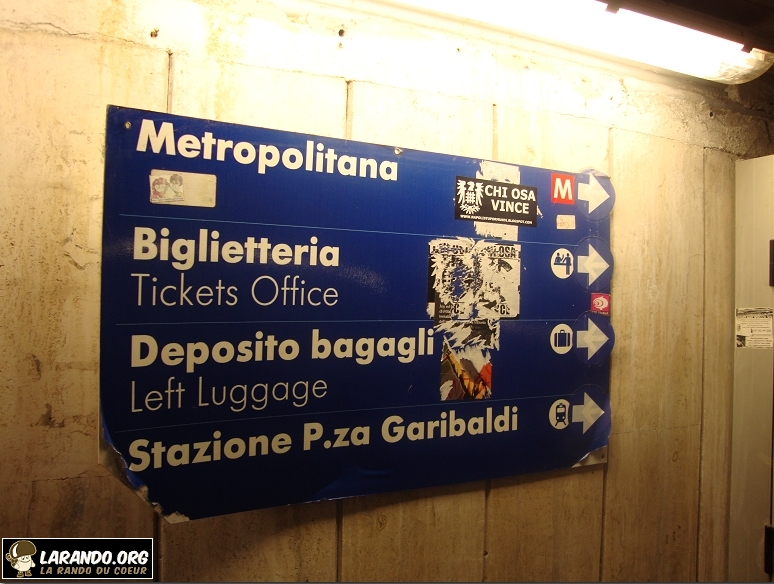 Metropolitana
M
CHI OSA
VINCE
Biglietteria
Tickets Office
Deposito bagagli
Left Luggage
Stazione P.za Garibaldi
LARANDO.ORG
LA RANDO DU COEUR